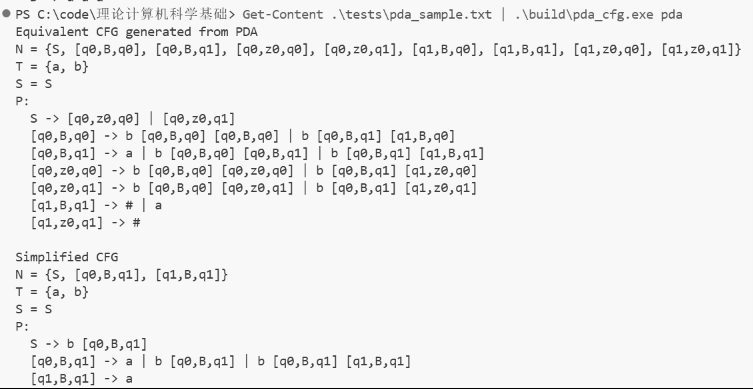 PS C:\code\理论计算机科学基础> Get-Content .\tests\pda_sample.txt | .\build\pda_cfg.exe pda
Equivalent CFG generated from PDA
N = {S, [q0,B,q0], [q0,B,q1], [q0,z0,q0], [q0,z0,q1], [q1,B,q0], [q1,B,q1], [q1,z0,q0], [q1,z0,q1]}
T = {a, b}
S = S
P:
S -> [q0,z0,q0] | [q0,z0,q1]
[q0,B,q0] -> b [q0,B,q0] [q0,B,q0] | b [q0,B,q1] [q1,B,q0]
[q0,B,q1] -> a | b [q0,B,q0] [q0,B,q1] | b [q0,B,q1] [q1,B,q1]
[q0,z0,q0] -> b [q0,B,q0] [q0,z0,q0] | b [q0,B,q1] [q1,z0,q0]
[q0,z0,q1] -> b [q0,B,q0] [q0,z0,q1] | b [q0,B,q1] [q1,z0,q1]
[q1,B,q1] -> # | a
[q1,z0,q1] -> #
Simplified CFG
N = {S, [q0,B,q1], [q1,B,q1]}
T = {a, b}
S = S
P:
S -> b [q0,B,q1]
[q0,B,q1] -> a | b [q0,B,q1] | b [q0,B,q1] [q1,B,q1]
[q1,B,q1] -> a